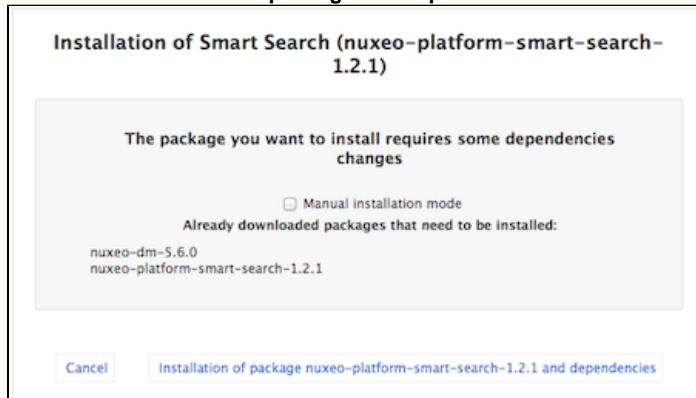 Installation of Smart Search (nuxeo-platform-smart-search-
1.2.1)
The package you want to install requires some dependencies
changes
Manual installation mode
Already downloaded packages that need to be installed:
nuxeo-dm-5.6.0
nuxeo-platform-smart-search-1.2.1
Cancel
Installation of package nuxeo-platform-smart-search-1.2.1 and dependencies